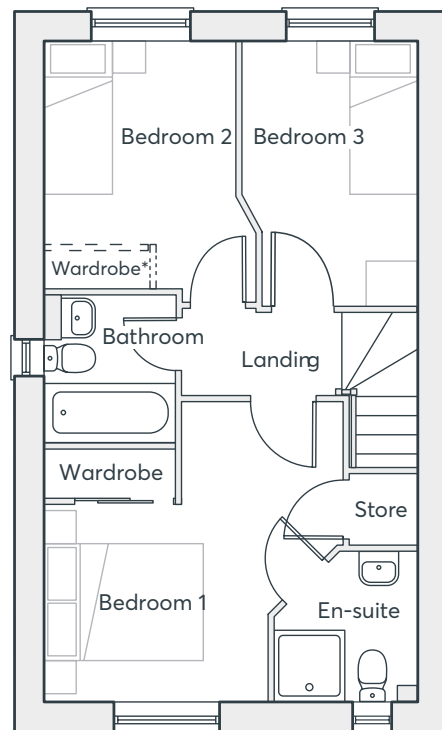 Bedroom 2
Bedroom 3
Wardrobe*
Bathroom
Landing
Wardrobe
Store
Bedroom 1
En-suite